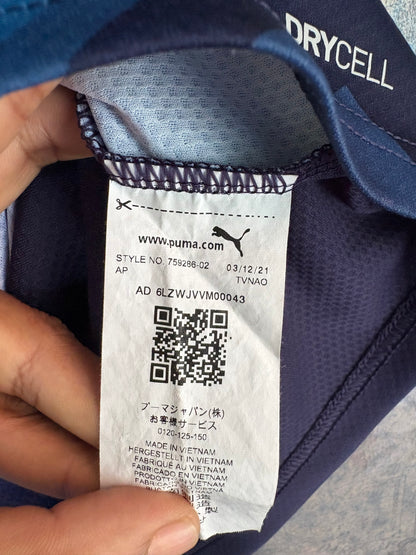 DRYCELL
www.puma.com
STYLE NO. 759286-02 03/12/21
AP TVNAO
AD 6LZWJVVM00043
プーマジャパン(株)
お客様サービス
0120-125-150
MADE IN VIETNAM
HERGESTELLT IN VIETNAM
FABRIQUÉ AU VIETNAM
FABRICADO EN VIETNAM
PRODOTTO IN VIETNAM